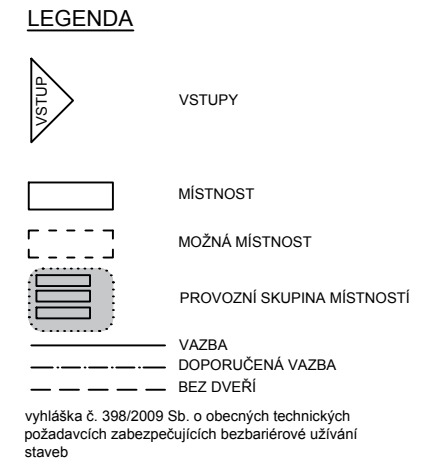 LEGENDA
VSTUP
VSTUPY
MÍSTNOST
MOŽNÁ MÍSTNOST
PROVOZNÍ SKUPINA MÍSTNOSTÍ
VAZBA
DOPORUČENÁ VAZBA
BEZ DVEŘÍ
vyhláška č. 398/2009 Sb. o obecných technických
požadavcích zabezpečujících bezbariérové užívání
staveb